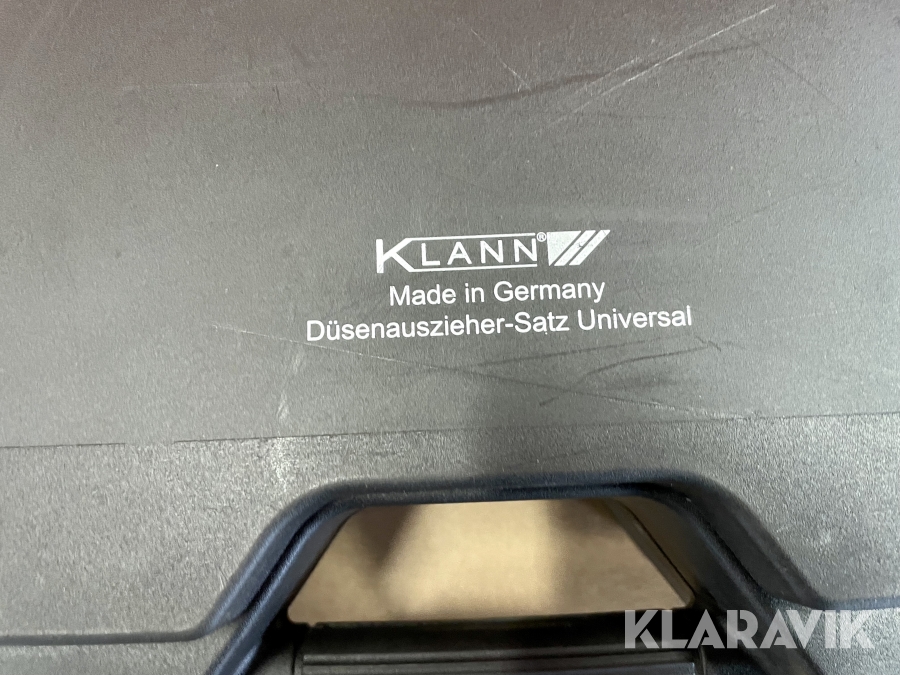 KLANN®
Made in Germany
Düsenauszieher-Satz Universal
KLARAVIK